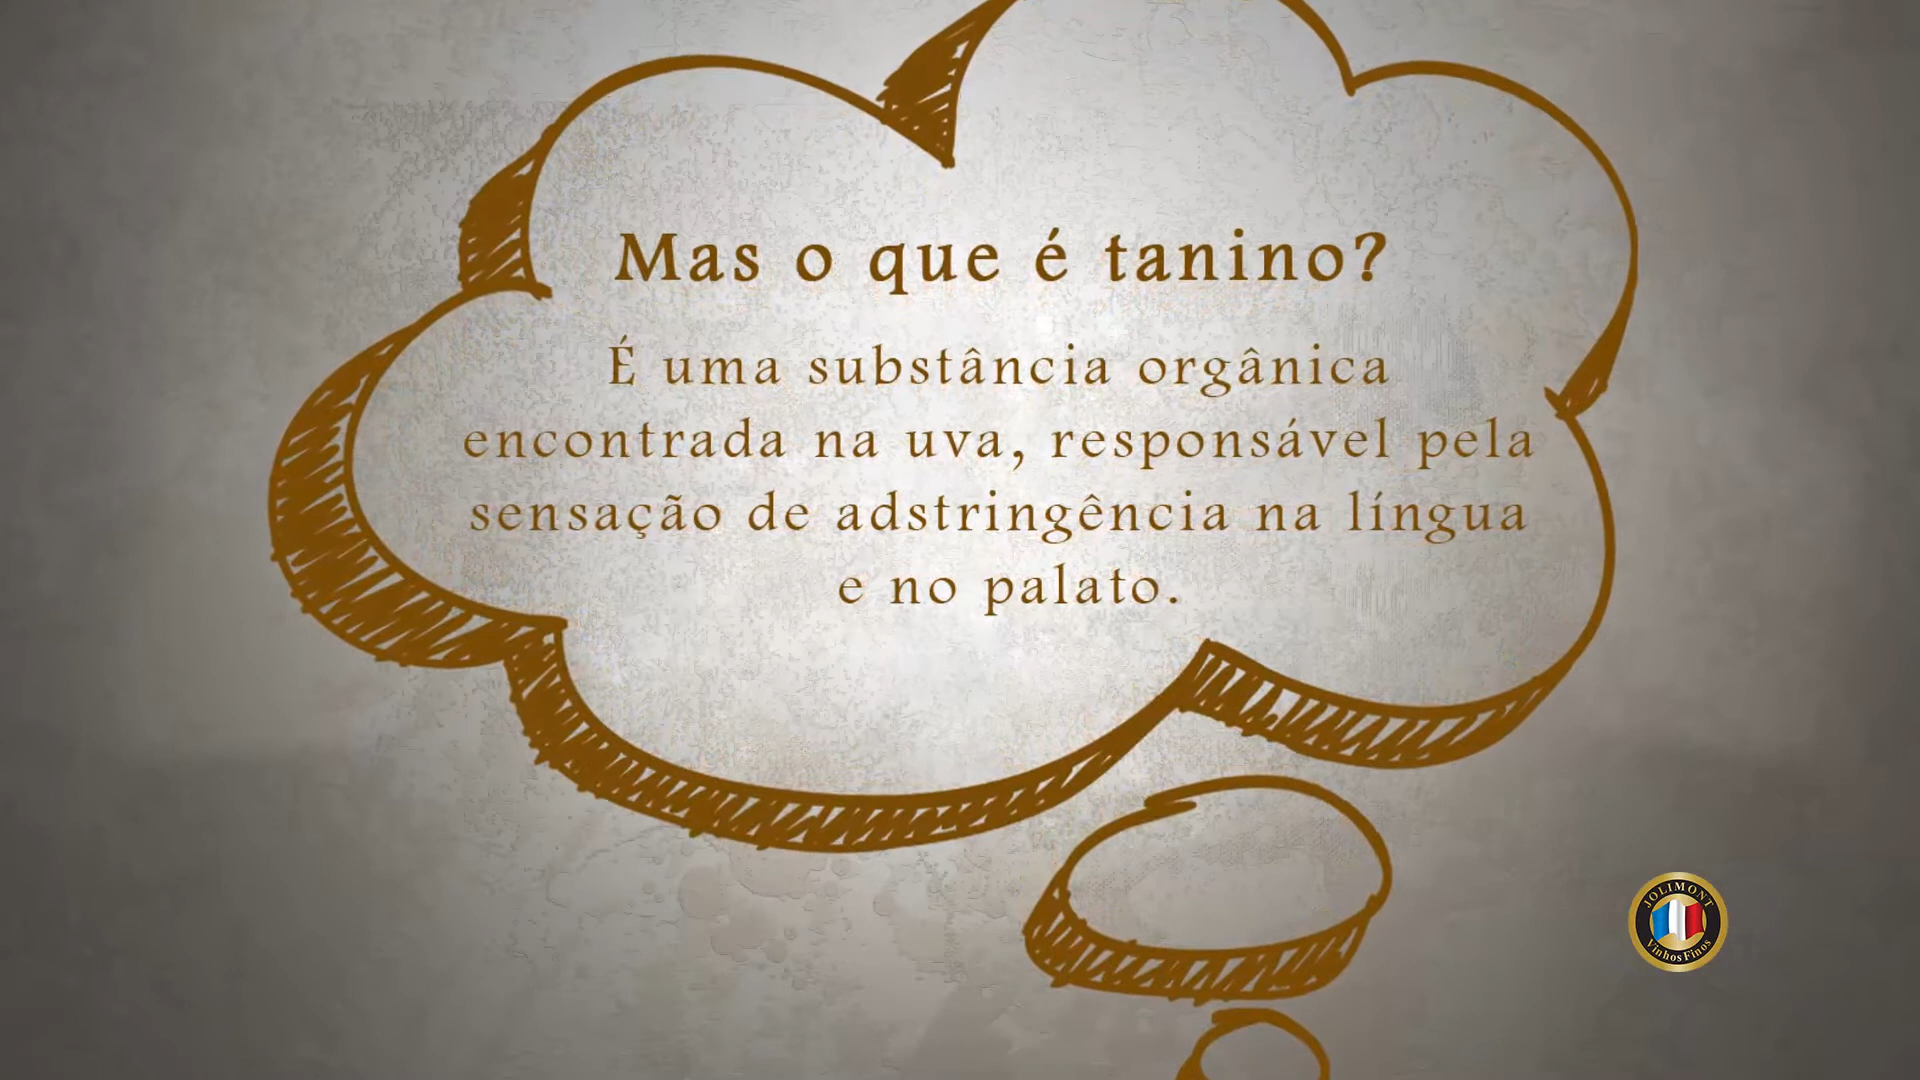 Mas o que é tanino?
É uma substância orgânica
encontrada na uva, responsável pela
sensação de adstringência na língua
e no palato.
JOLIMONT
Vinhos Finos